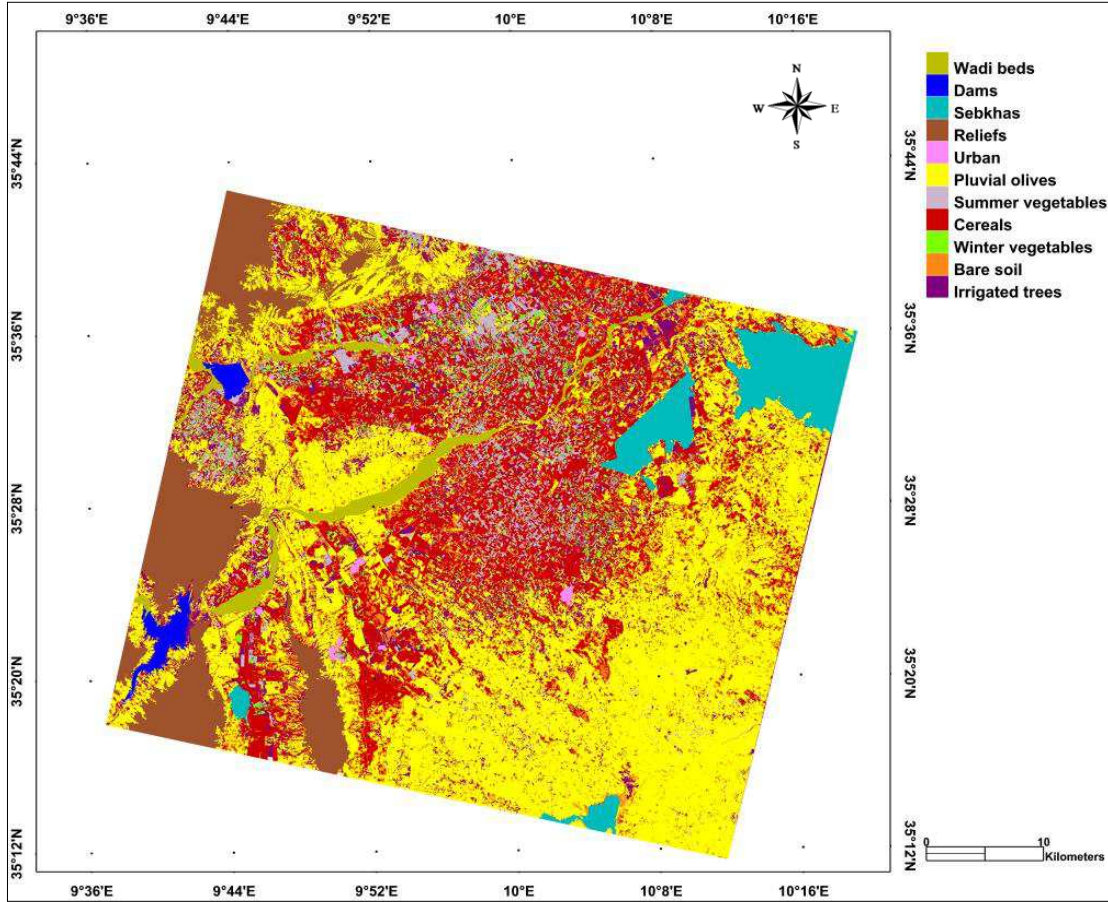 9°36'E 9°44'E 9°52'E 10°E 10°8'E 10°16'E
N
W E
S
Wadi beds
Dams
Sebkhas
Reliefs
Urban
Pluvial olives
Summer vegetables
Cereals
Winter vegetables
Bare soil
Irrigated trees
35°44'N 35°44'N
35°36'N 35°36'N
35°28'N 35°28'N
35°20'N 35°20'N
35°12'N 35°12'N
0 10
Kilometers
9°36'E 9°44'E 9°52'E 10°E 10°8'E 10°16'E